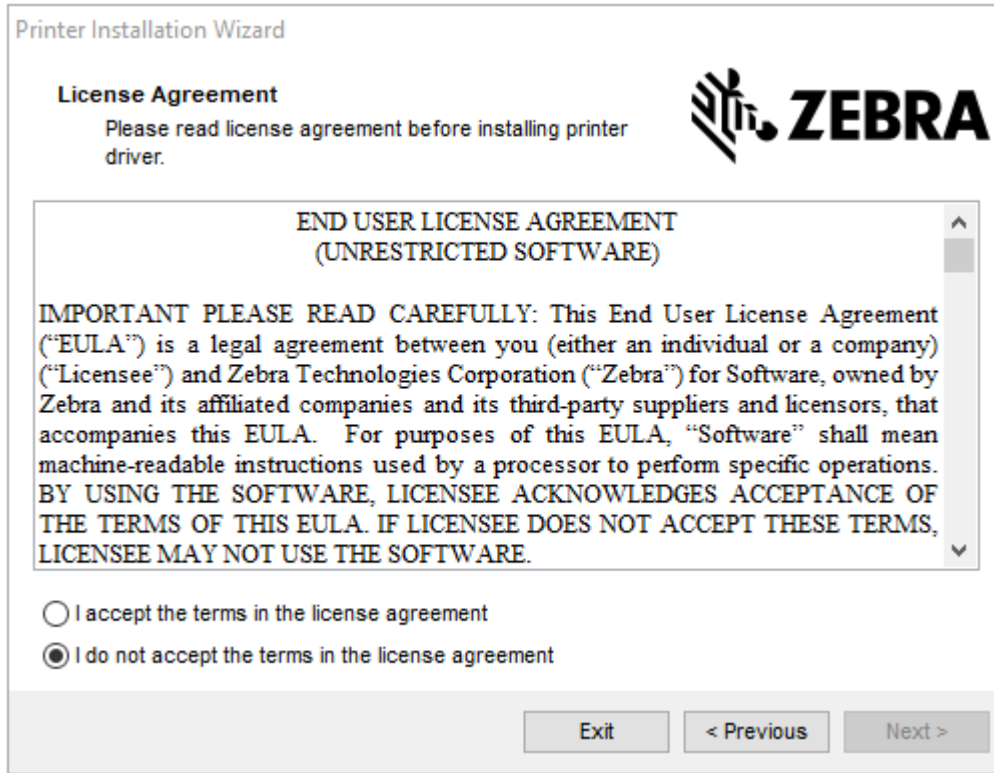 Printer Installation Wizard
License Agreement
Please read license agreement before installing printer
driver.
ZEBRA
END USER LICENSE AGREEMENT
(UNRESTRICTED SOFTWARE)
IMPORTANT PLEASE READ CAREFULLY: This End User License Agreement
(“EULA”) is a legal agreement between you (either an individual or a company)
(“Licensee”) and Zebra Technologies Corporation (“Zebra”) for Software, owned by
Zebra and its affiliated companies and its third-party suppliers and licensors, that
accompanies this EULA. For purposes of this EULA, “Software” shall mean
machine-readable instructions used by a processor to perform specific operations.
BY USING THE SOFTWARE, LICENSEE ACKNOWLEDGES ACCEPTANCE OF
THE TERMS OF THIS EULA. IF LICENSEE DOES NOT ACCEPT THESE TERMS,
LICENSEE MAY NOT USE THE SOFTWARE.
I accept the terms in the license agreement
I do not accept the terms in the license agreement
Exit
< Previous
Next >